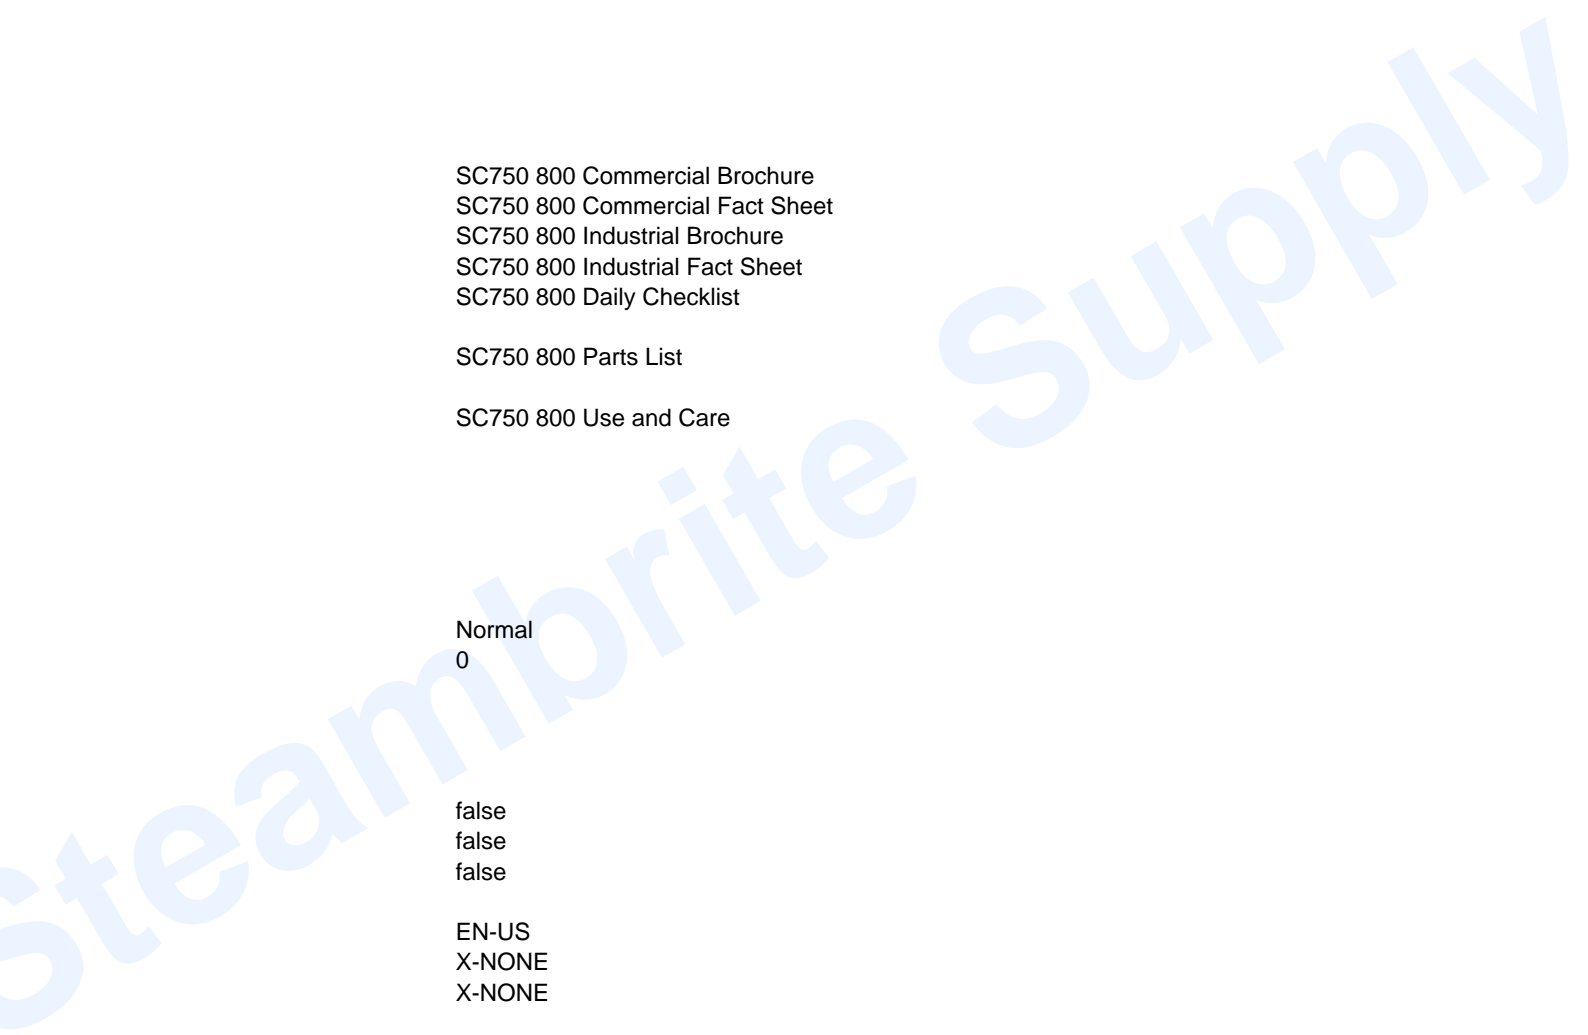 SC750 800 Commercial Brochure
SC750 800 Commercial Fact Sheet
SC750 800 Industrial Brochure
SC750 800 Industrial Fact Sheet
SC750 800 Daily Checklist
SC750 800 Parts List
SC750 800 Use and Care
Normal
0
false
false
false
EN-US
X-NONE
X-NONE
Steambrite Supply